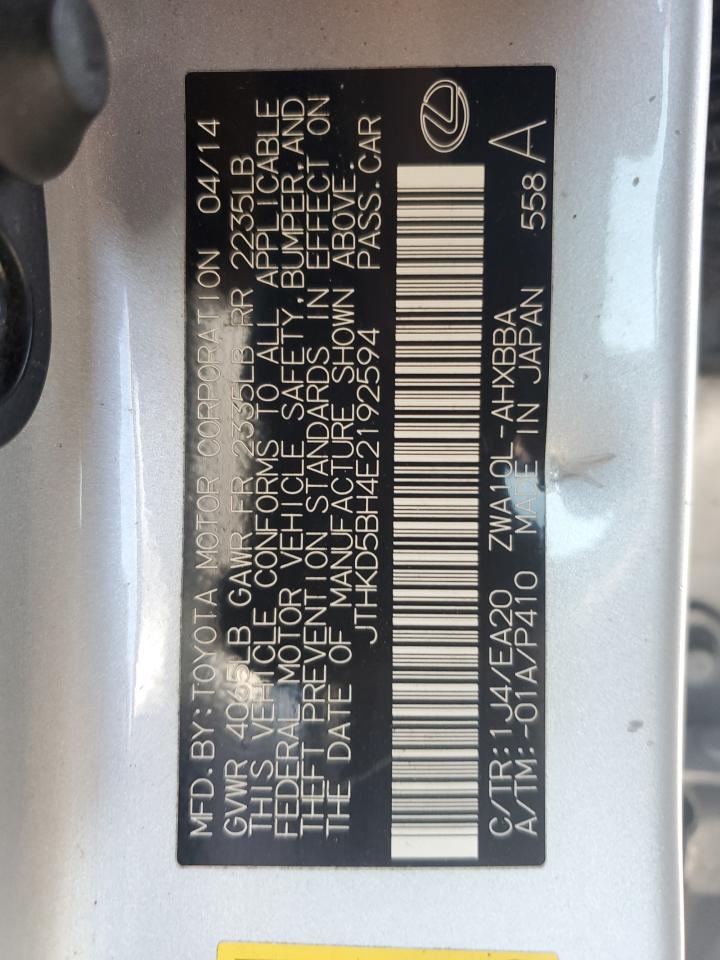 MFD. BY: TOYOTA MOTOR CORPORATION 04/14
GVWR 4065LB GAWR FR 2335LB RR 2235LB
THIS VEHICLE CONFORMS TO ALL APPLICABLE
FEDERAL MOTOR VEHICLE SAFETY, BUMPER, AND
THEFT PREVENTION STANDARDS IN EFFECT ON
THE DATE OF MANUFACTURE SHOWN ABOVE.
JTHKD5BH4E2192594 PASS. CAR
C/TR: 1J4/EA20 ZWA10L-AHXBBA
A/TM: -01A/P410 MADE IN JAPAN 558 A